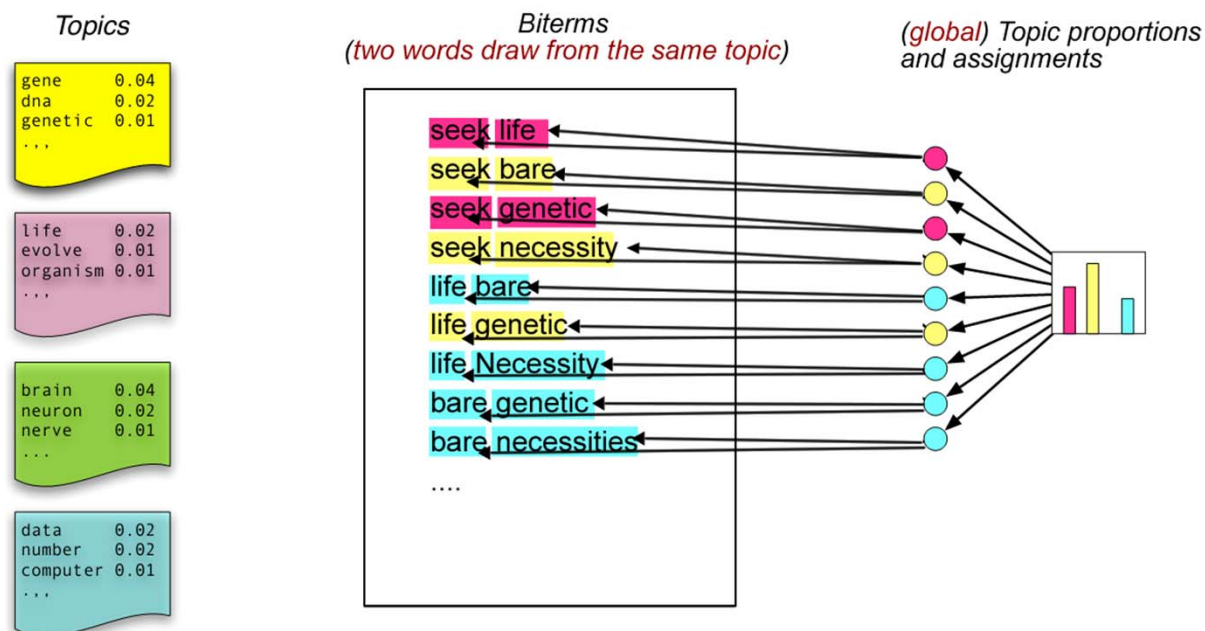 Topics
gene 0.04
dna 0.02
genetic 0.01
.,,
life 0.02
evolve 0.01
organism 0.01
.,,
brain 0.04
neuron 0.02
nerve 0.01
...
data 0.02
number 0.02
computer 0.01
.,,
Biterms
(two words draw from the same topic)
seek life
seek bare
seek genetic
seek necessity
life bare
life genetic
life Necessity
bare genetic
bare necessities
....
(global) Topic proportions
and assignments